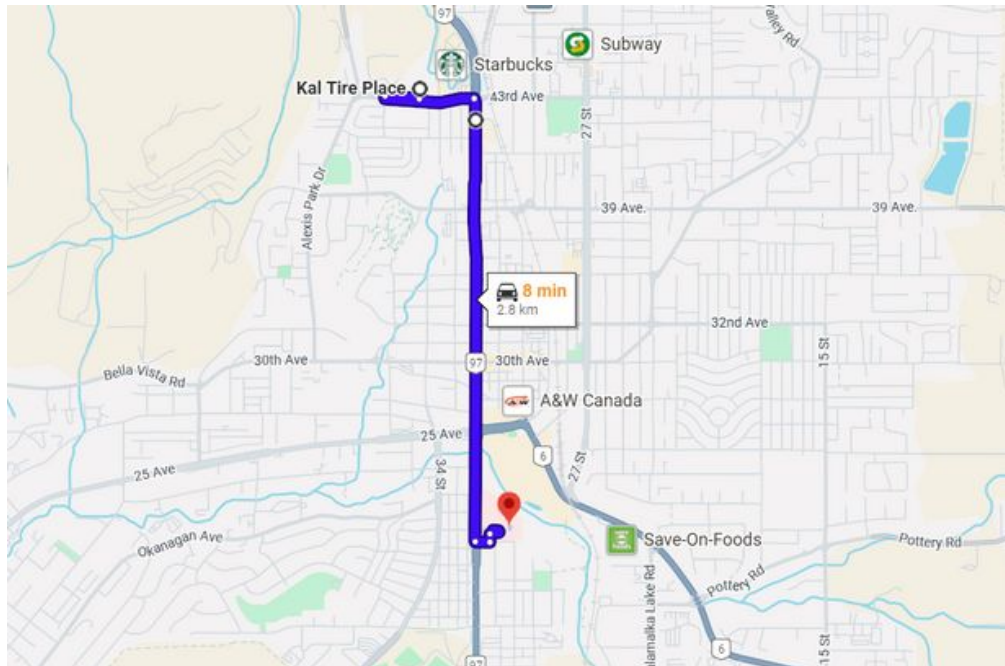 97
Valley Rd
Subway
Starbucks
Kal Tire Place
43rd Ave
27 St
Alexis Park Dr
39 Ave.
39 Ave.
8 min
2.8 km
32nd Ave
15 St
30th Ave
97
30th Ave
Bella Vista Rd
A&W Canada
25 Ave
25 Ave
34 St
6
27 St
Okanagan Ave
Save-On-Foods
Pottery Rd
Pottery Rd
alamalka Lake Rd
15 St
6
97